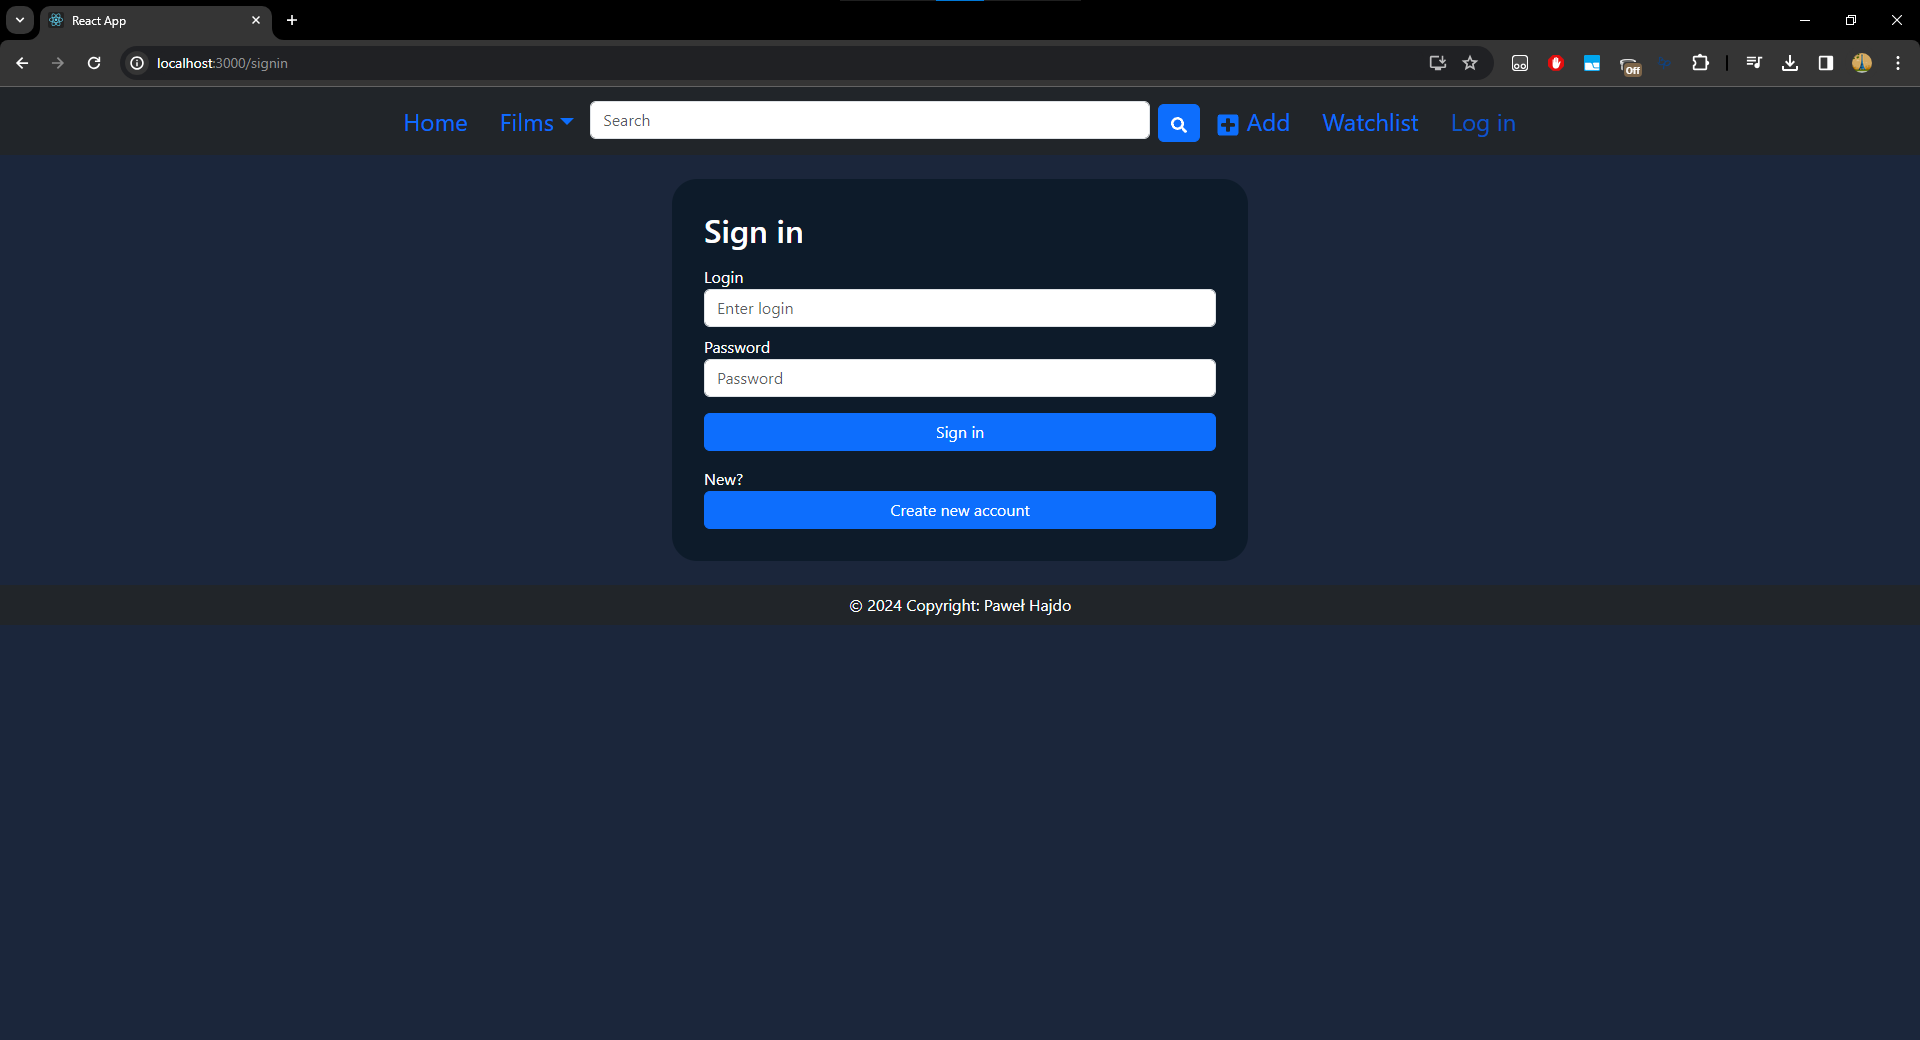 React App
localhost:3000/signin
Off
Home Films Search Add Watchlist Log in
Sign in
Login
Enter login
Password
Password
Sign in
New?
Create new account
© 2024 Copyright: Paweł Hajdo